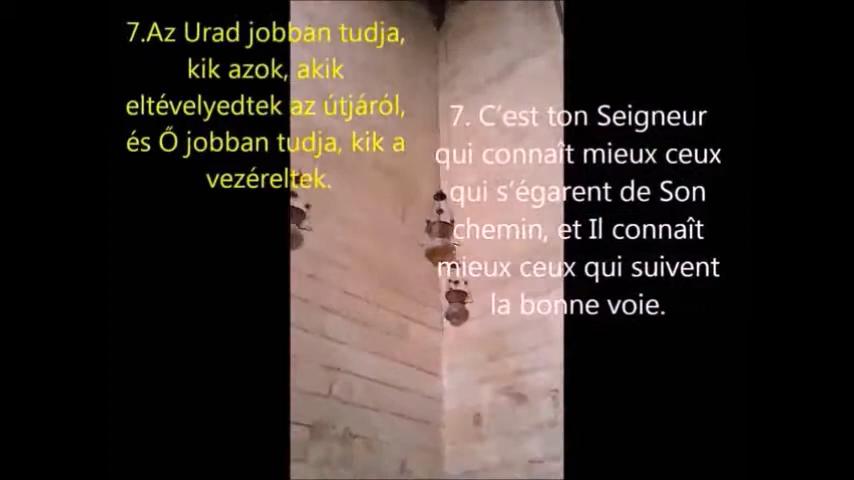 7.Az Urad jobban tudja,
kik azok, akik
eltévelyedtek az útjáról,
és Ő jobban tudja, kik a
vezéreltek.
7. C’est ton Seigneur
qui connaît mieux ceux
qui s’égarent de Son
chemin, et Il connaît
mieux ceux qui suivent
la bonne voie.